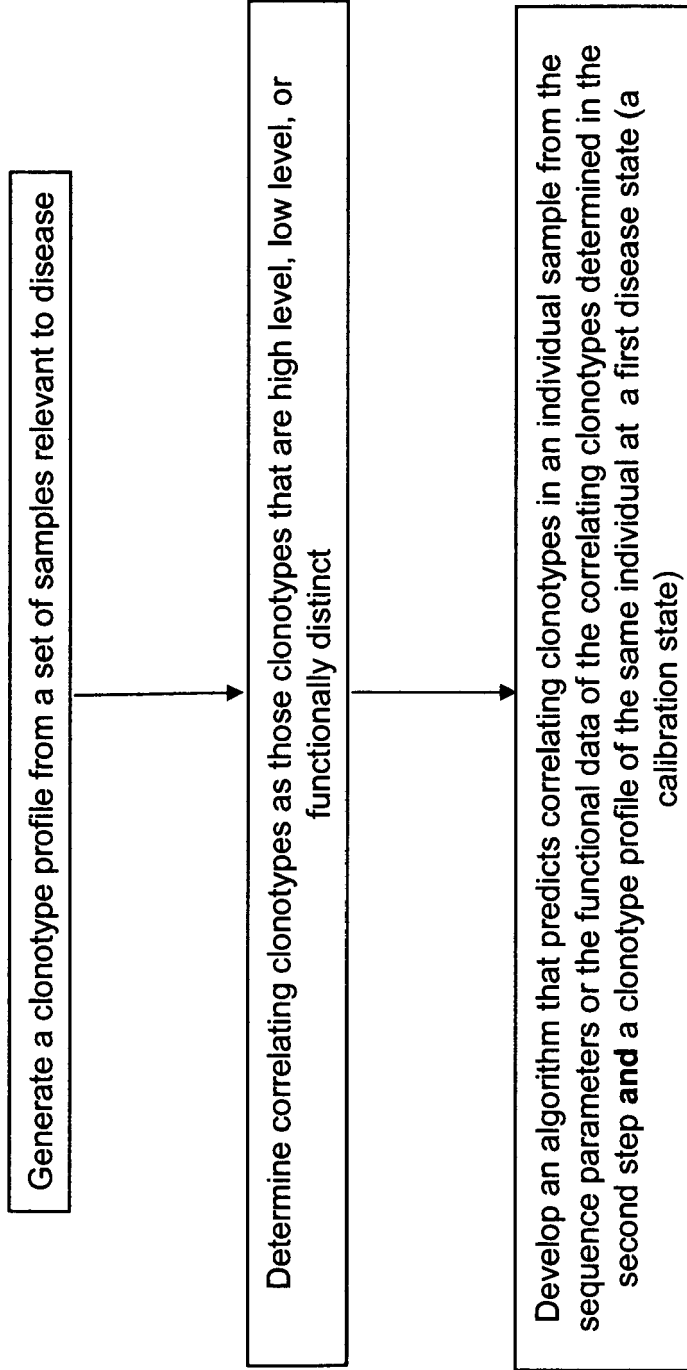 Generate a clonotype profile from a set of samples relevant to disease
Determine correlating clonotypes as those clonotypes that are high level, low level, or
functionally distinct
Develop an algorithm that predicts correlating clonotypes in an individual sample from the
sequence parameters or the functional data of the correlating clonotypes determined in the
second step and a clonotype profile of the same individual at a first disease state (a
calibration state)